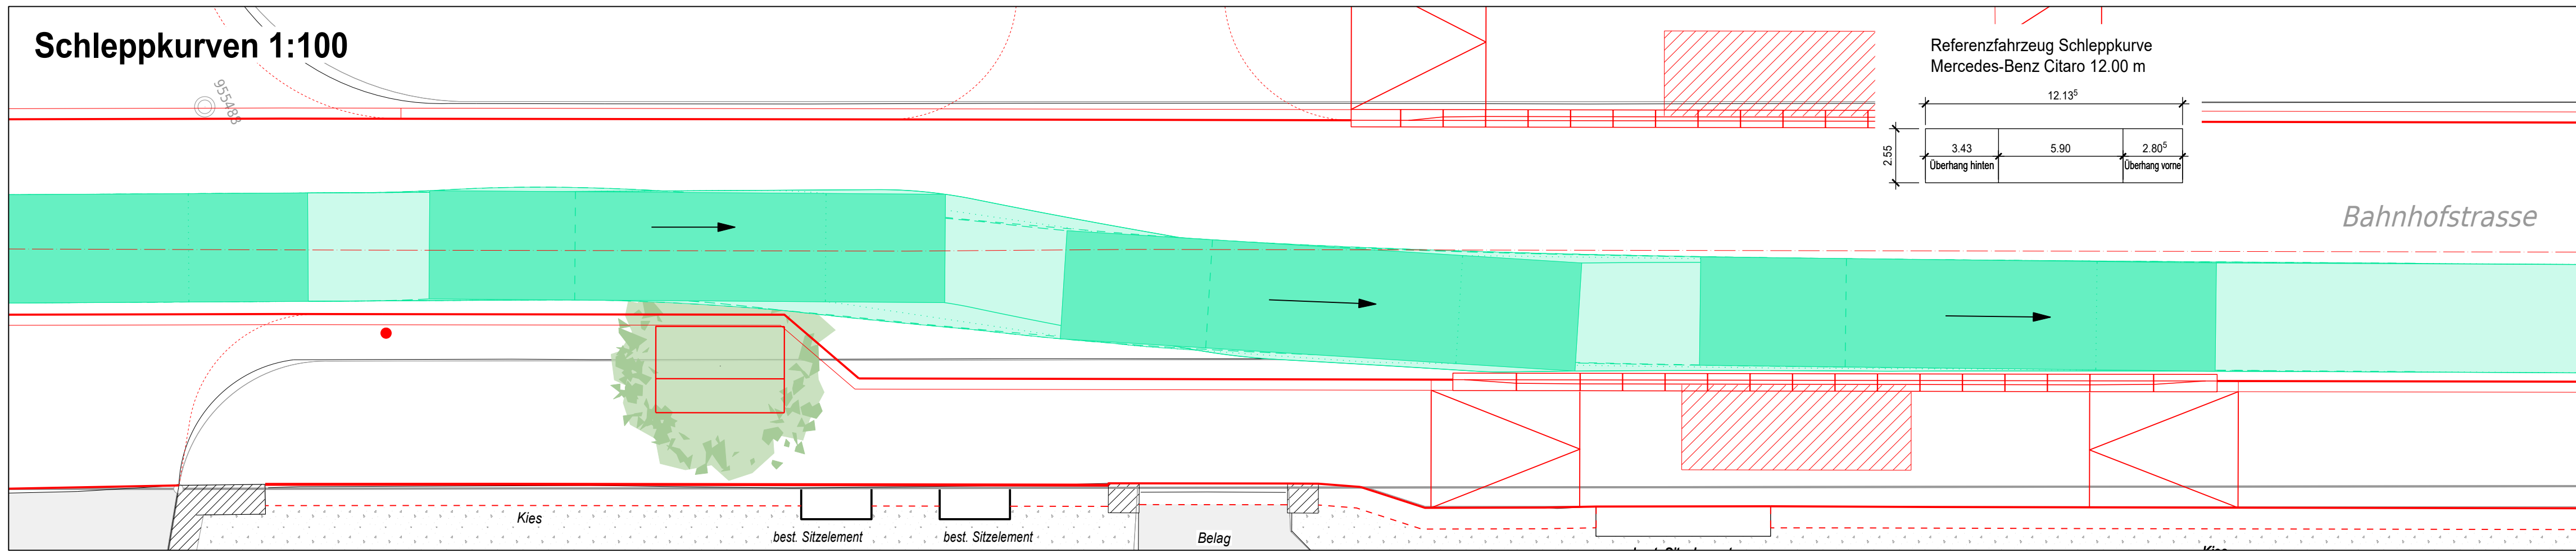 Schleppkurven 1:100
955488
Referenzfahrzeug Schleppkurve
Mercedes-Benz Citaro 12.00 m
12.13⁵
2.55
3.43
5.90
2.80⁵
Überhang hinten
Überhang vorne
Bahnhofstrasse
Kies
best. Sitzelement
best. Sitzelement
Belag